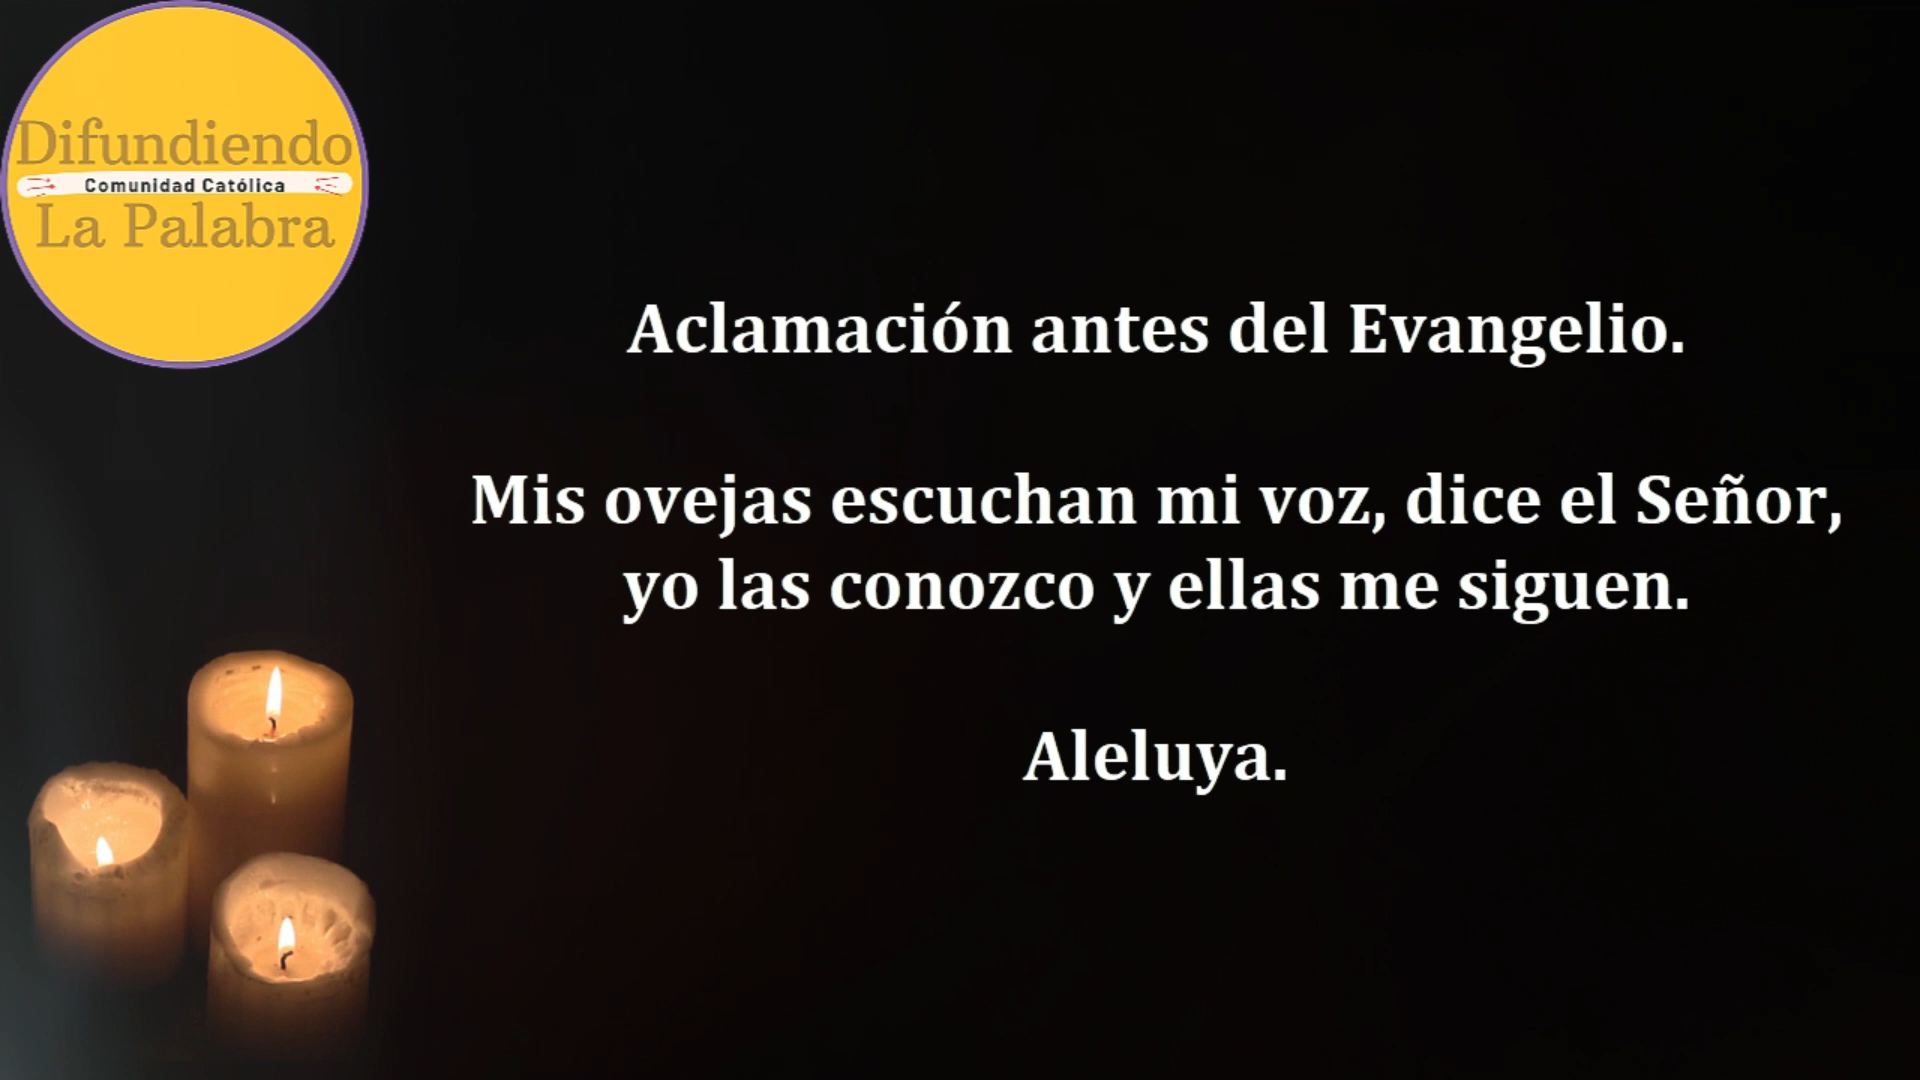 Difundiendo
Comunidad Católica
La Palabra
Aclamación antes del Evangelio.
Mis ovejas escuchan mi voz, dice el Señor,
yo las conozco y ellas me siguen.
Aleluya.